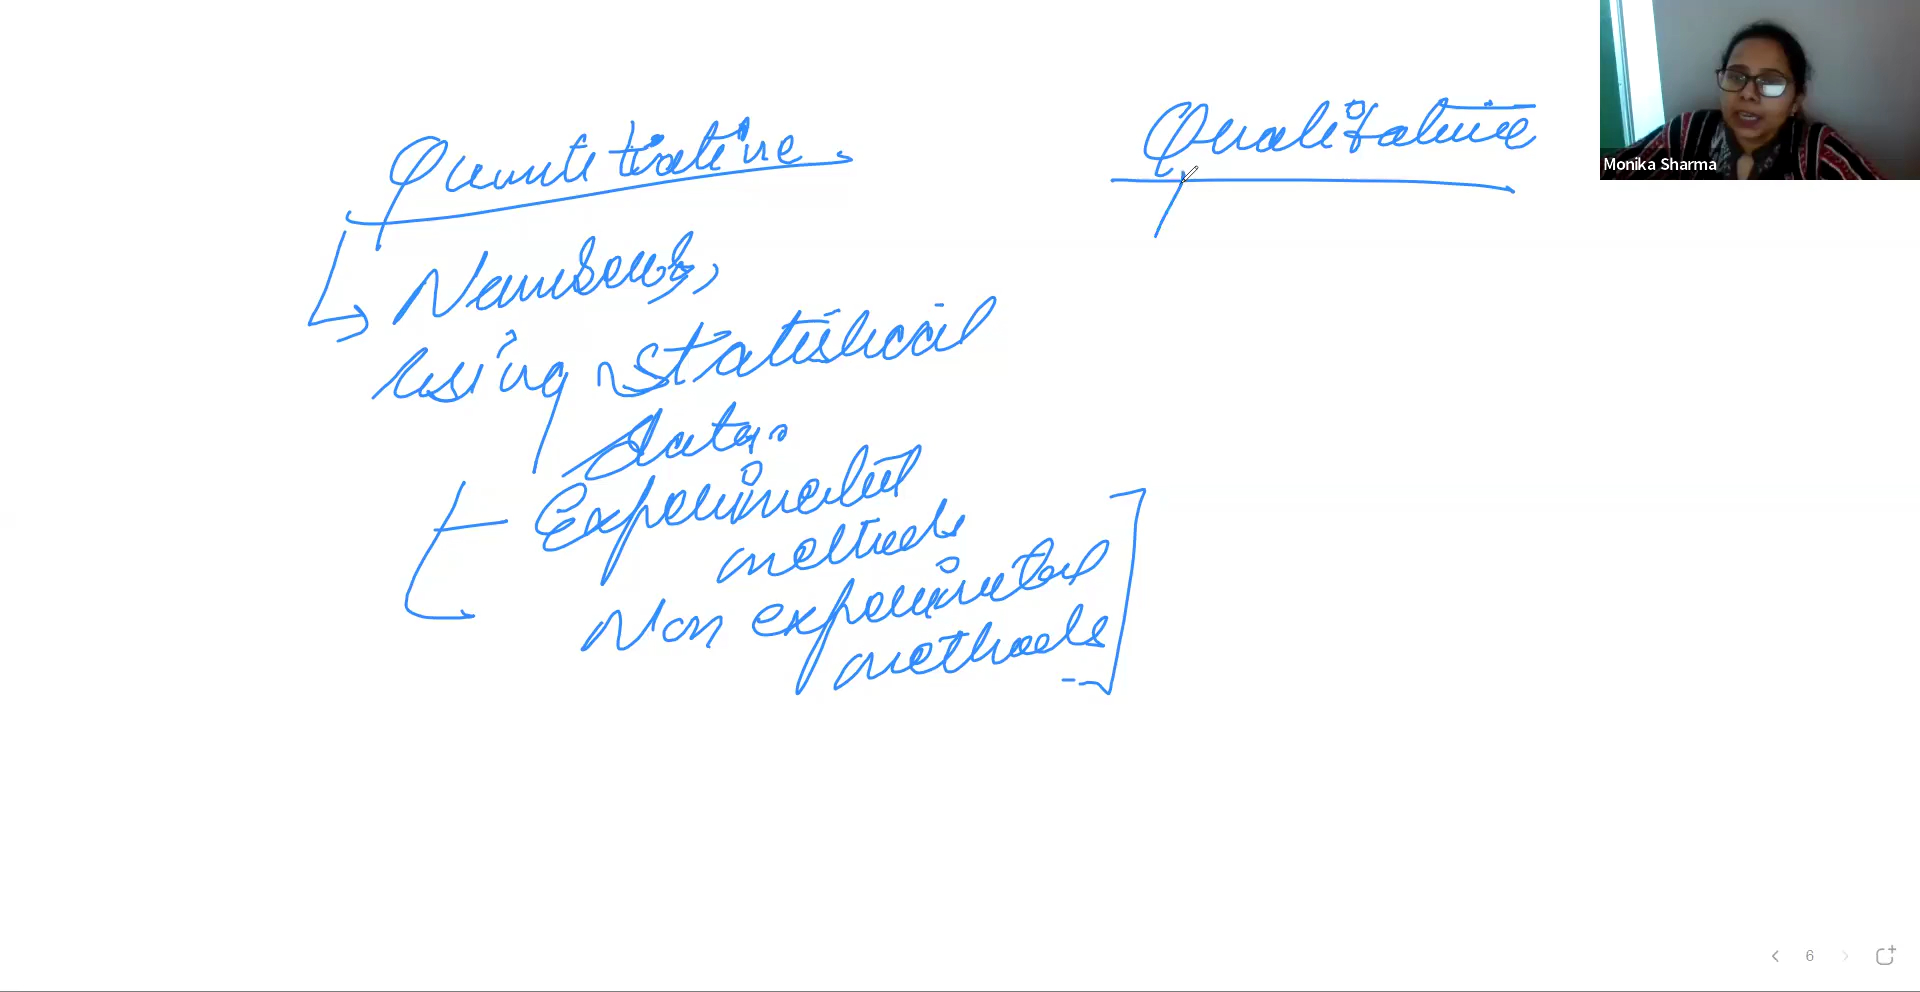 Quantitative
Numbers,
using statistical
data.
Experimental
methods
Non experimental
methods
Qualitative
Monika Sharma
6